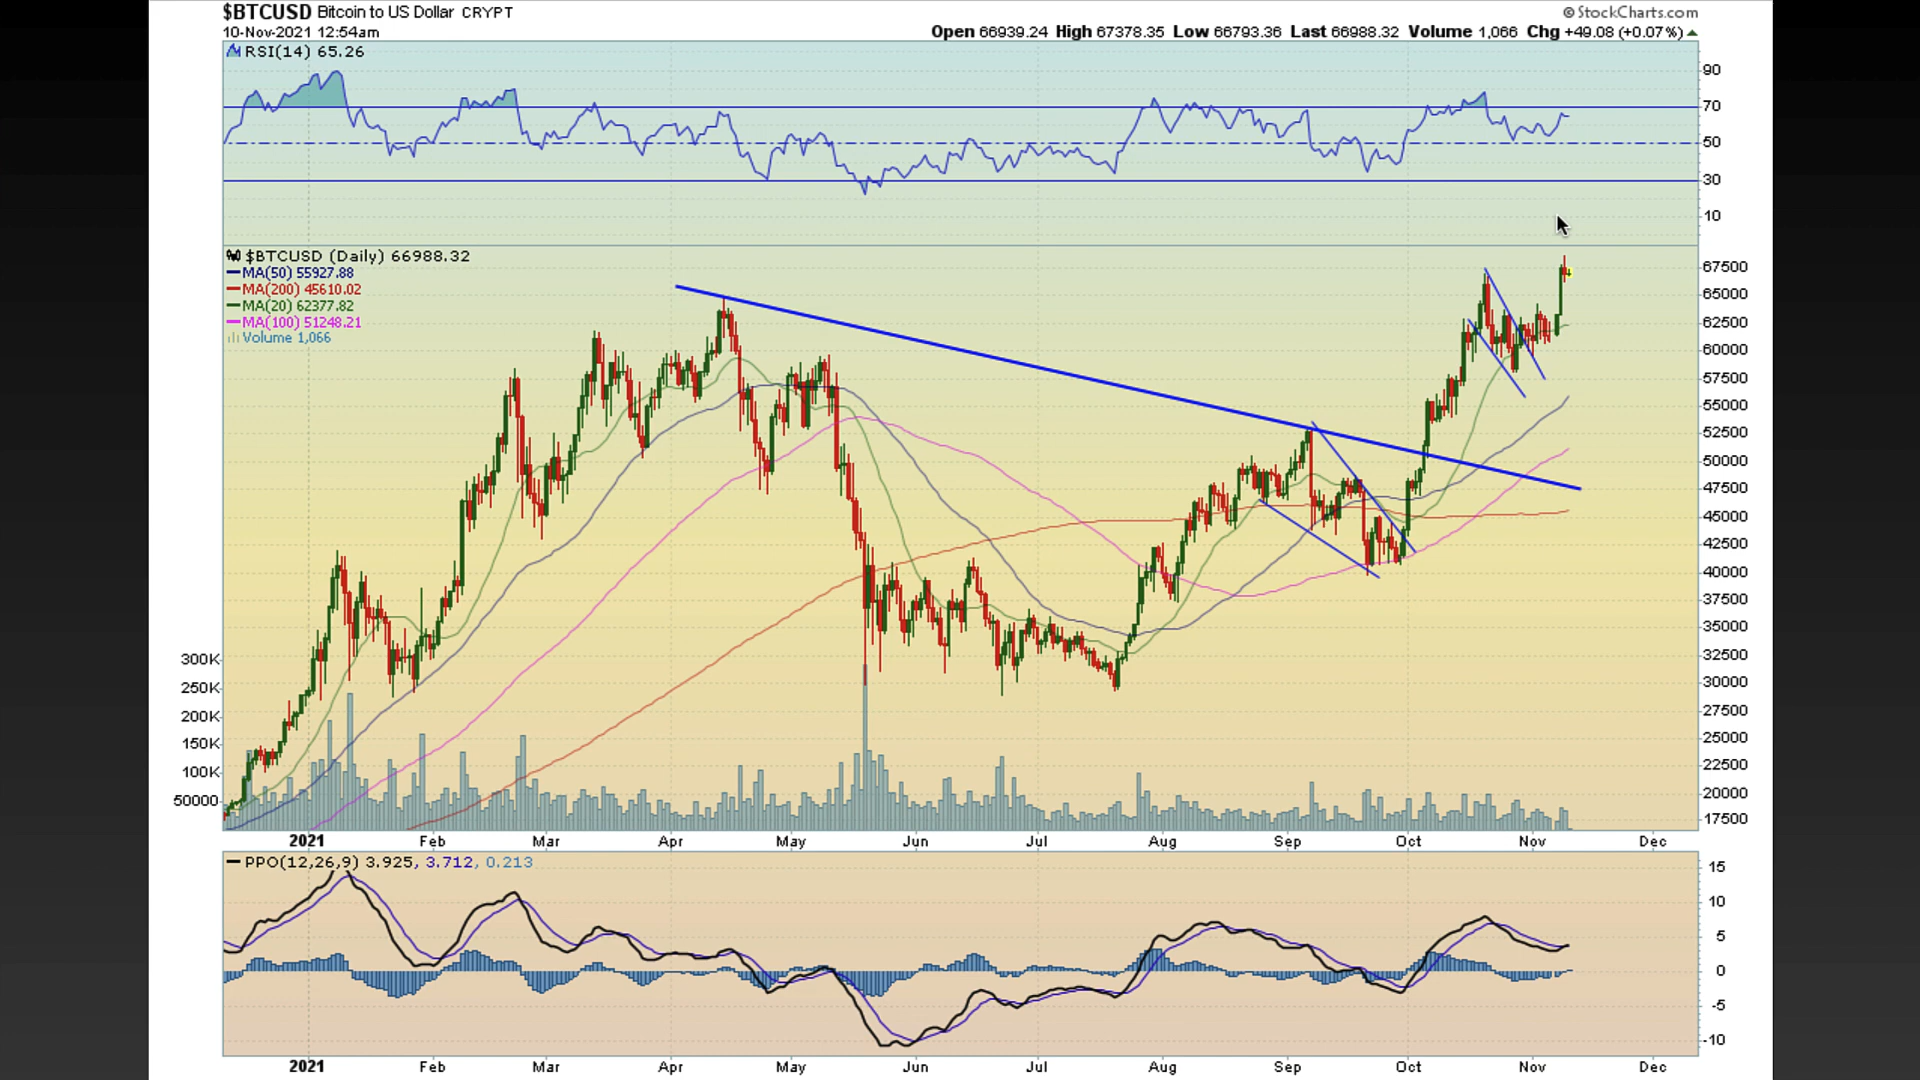 $BTCUSD Bitcoin to US Dollar CRYPT
© StockCharts.com
10-Nov-2021 12:54am
Open 66939.24 High 67378.35 Low 66793.36 Last 66988.32 Volume 1,066 Chg +49.08 (+0.07%)
RSI(14) 65.26
90
70
50
30
10
$BTCUSD (Daily) 66988.32
MA(50) 55927.88
MA(200) 45610.02
MA(20) 62377.82
MA(100) 51248.21
Volume 1,066
67500
65000
62500
60000
57500
55000
52500
50000
47500
45000
42500
40000
37500
35000
32500
30000
27500
25000
22500
20000
17500
300K
250K
200K
150K
100K
50000
2021 Feb Mar Apr May Jun Jul Aug Sep Oct Nov Dec
PPO(12,26,9) 3.925, 3.712, 0.213
15
10
5
0
-5
-10
2021 Feb Mar Apr May Jun Jul Aug Sep Oct Nov Dec